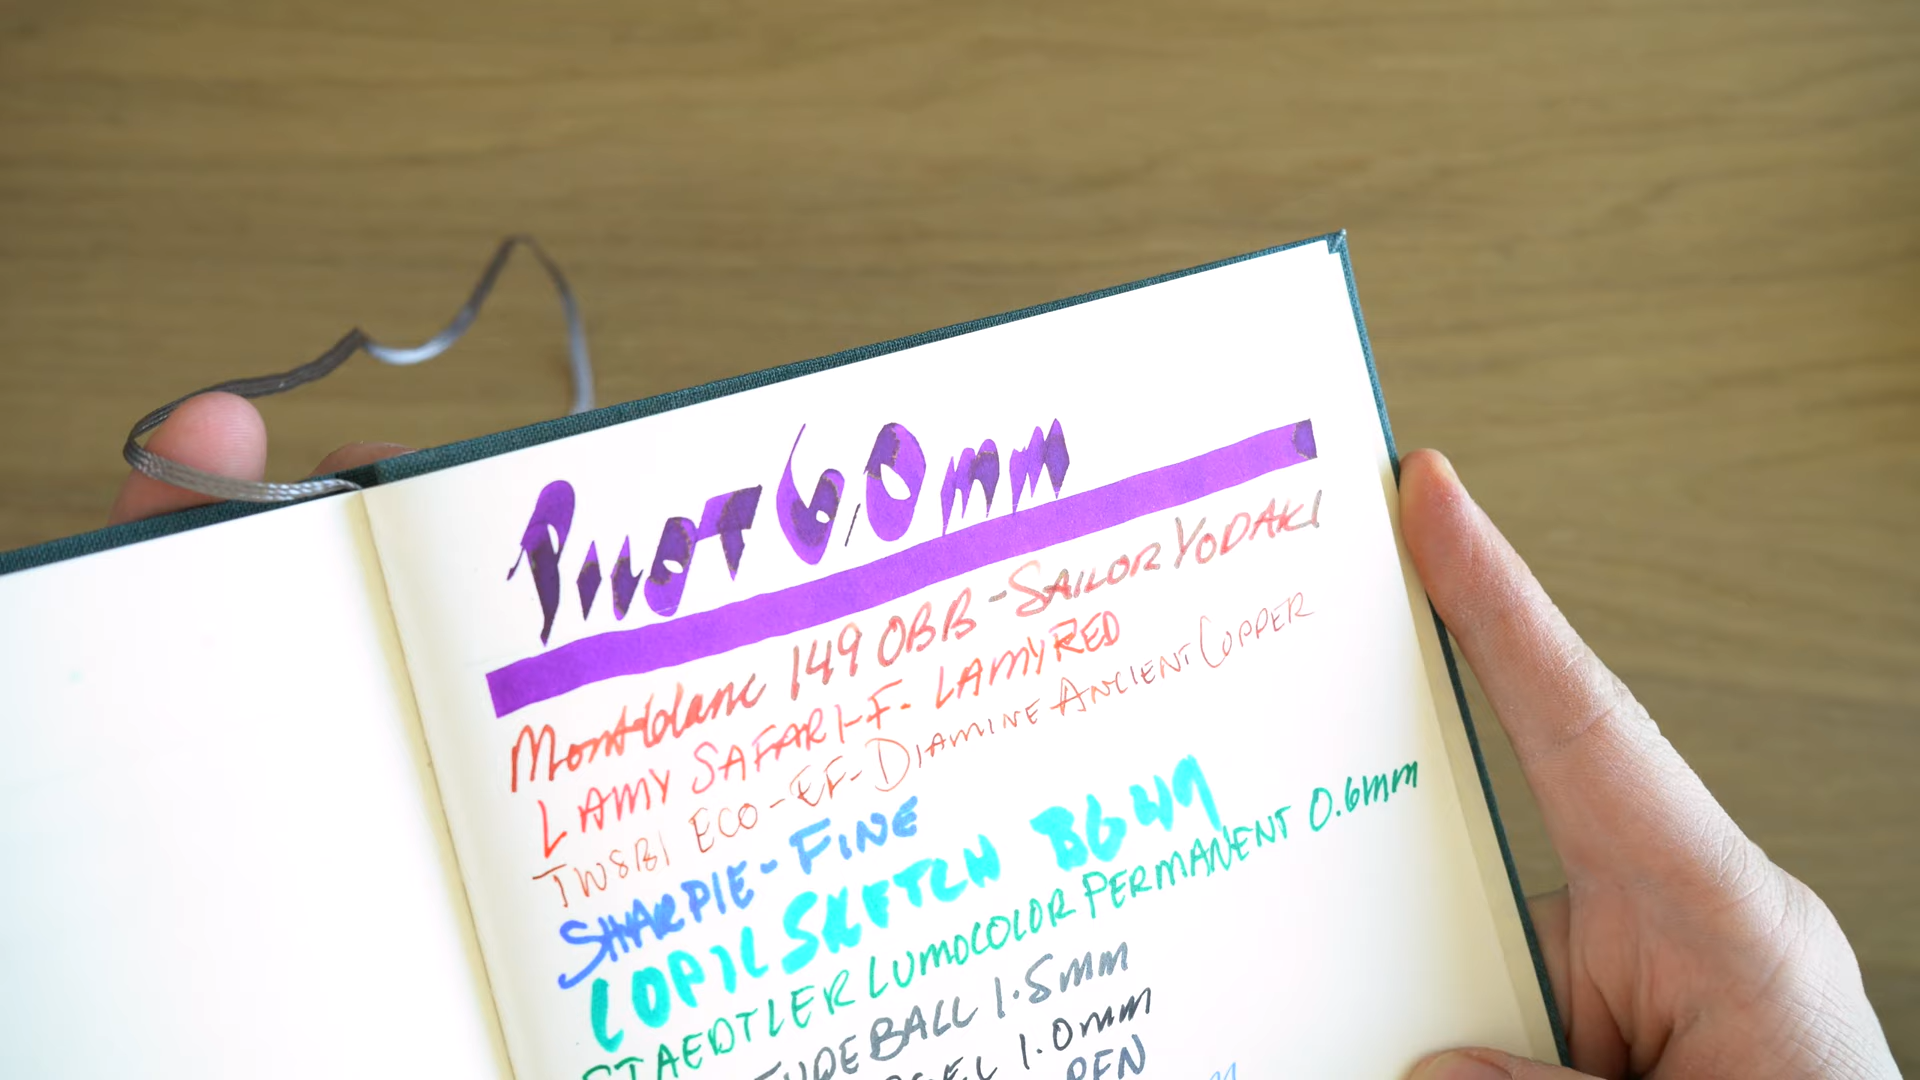 Pilot 6.0mm
Montblanc 149 OBB - Sailor Yodaki
LAMY SAFARI-F. LAMY RED
TWSBI ECO-EF-DIAMINE ANCIENT COPPER
SHARPIE-FINE
COPIC SKETCH BG49
STAEDTLER LUMOCOLOR PERMANENT 0.6mm
BALL 1.5mm
GEL 1.0mm
PEN